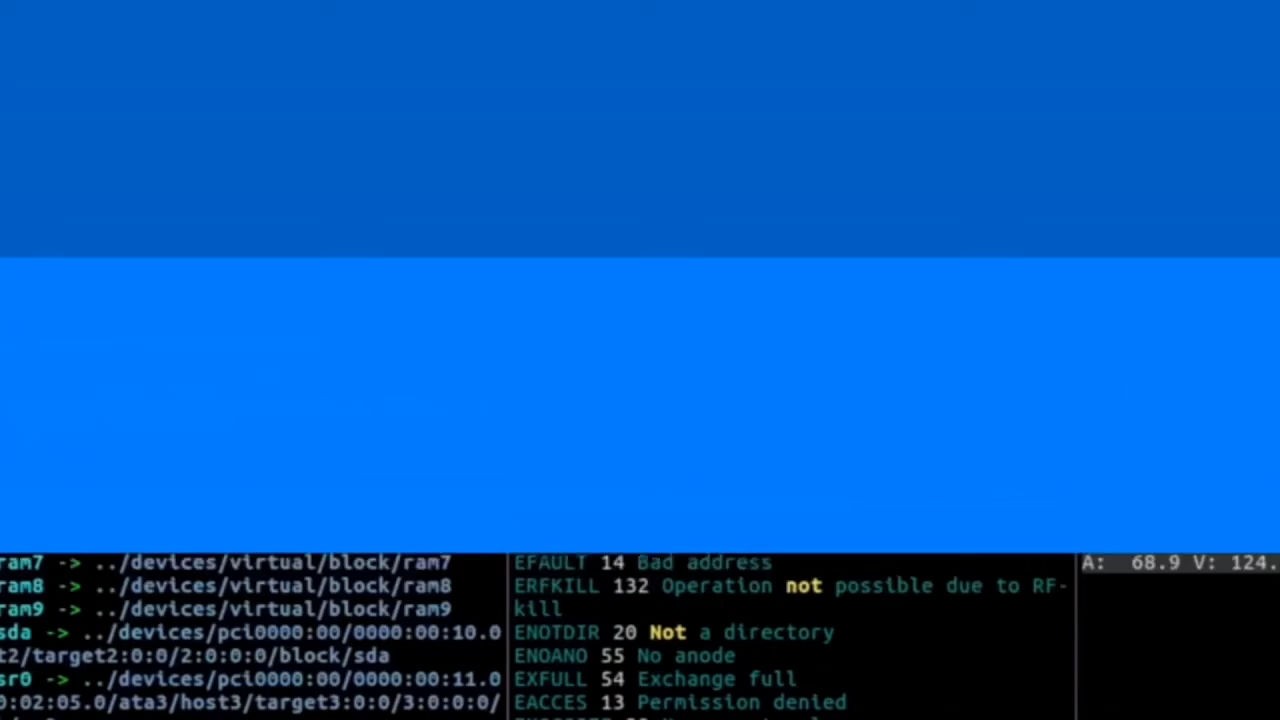 ram7 -> ../devices/virtual/block/ram7
ram8 -> ../devices/virtual/block/ram8
ram9 -> ../devices/virtual/block/ram9
sda -> ../devices/pci0000:00/0000:00:10.0
t2/target2:0:0/2:0:0:0/block/sda
sr0 -> ../devices/pci0000:00/0000:00:11.0
0:02:05.0/ata3/host3/target3:0:0/3:0:0:0/
EFAULT 14 Bad address
ERFKILL 132 Operation not possible due to RF-
kill
ENOTDIR 20 Not a directory
ENOANO 55 No anode
EXFULL 54 Exchange full
EACCES 13 Permission denied
A: 68.9 V: 124.